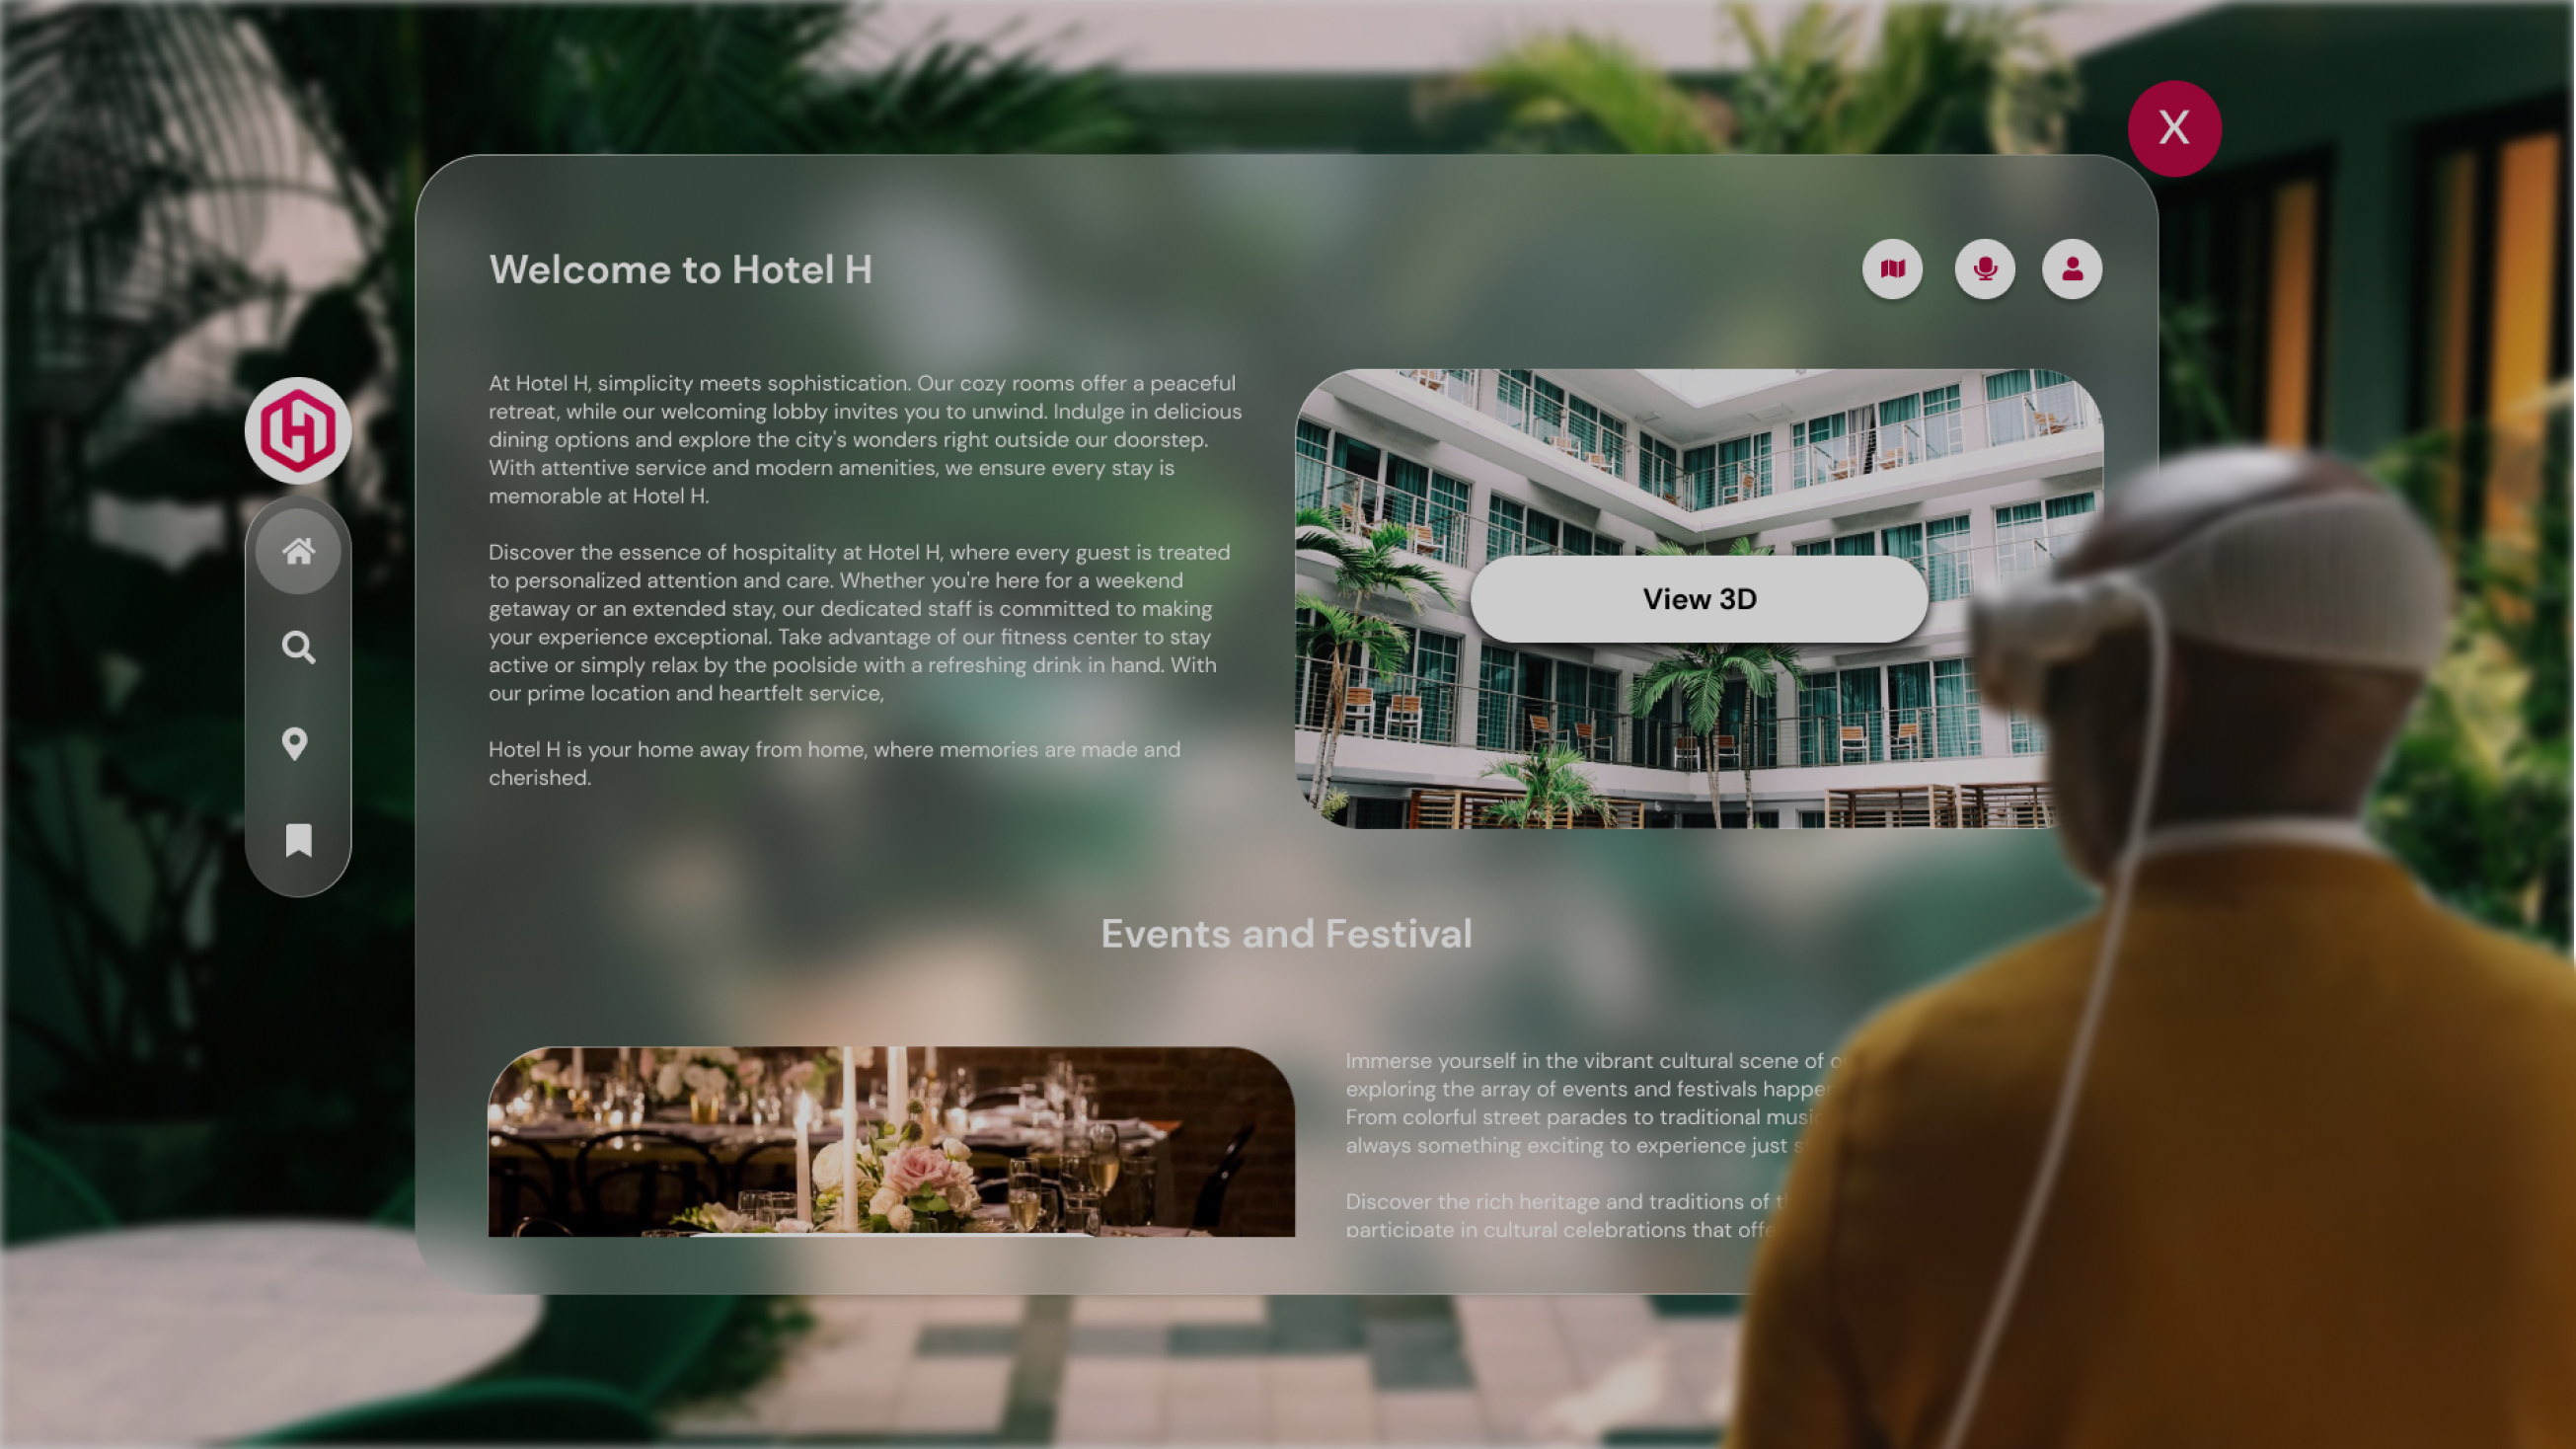 X
Welcome to Hotel H
At Hotel H, simplicity meets sophistication. Our cozy rooms offer a peaceful
retreat, while our welcoming lobby invites you to unwind. Indulge in delicious
dining options and explore the city's wonders right outside our doorstep.
With attentive service and modern amenities, we ensure every stay is
memorable at Hotel H.
Discover the essence of hospitality at Hotel H, where every guest is treated
to personalized attention and care. Whether you're here for a weekend
getaway or an extended stay, our dedicated staff is committed to making
your experience exceptional. Take advantage of our fitness center to stay
active or simply relax by the poolside with a refreshing drink in hand. With
our prime location and heartfelt service,
Hotel H is your home away from home, where memories are made and
cherished.
H
View 3D
Events and Festival
Immerse yourself in the vibrant cultural scene of
exploring the array of events and festivals
From colorful street parades to traditional
always something exciting to experience just
Discover the rich heritage and traditions of
participate in cultural celebrations that